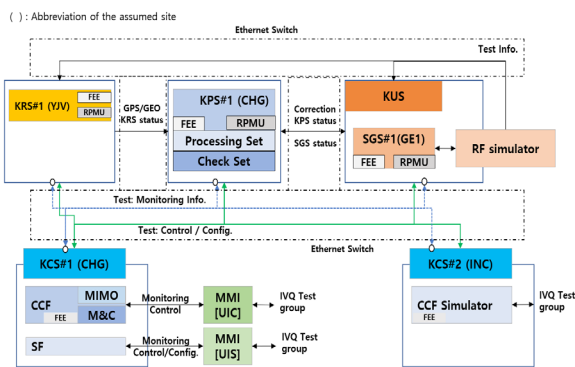 ( ) : Abbreviation of the assumed site
Ethernet Switch
Test Info.
KRS#1 (YJV)
FEE
RPMU
GPS/GEO
KRS status
KPS#1 (CHG)
FEE
RPMU
Processing Set
Check Set
Correction
KPS status
SGS status
KUS
SGS#1(GE1)
FEE
RPMU
RF simulator
Test: Monitoring Info.
Test: Control / Config.
Ethernet Switch
KCS#1 (CHG)
CCF
FEE
MIMO
M&C
SF
Monitoring
Control
MMI
[UIC]
IVQ Test
group
Monitoring
Control/Config.
MMI
[UIS]
IVQ Test
group
KCS#2 (INC)
CCF Simulator
FEE
IVQ Test
group